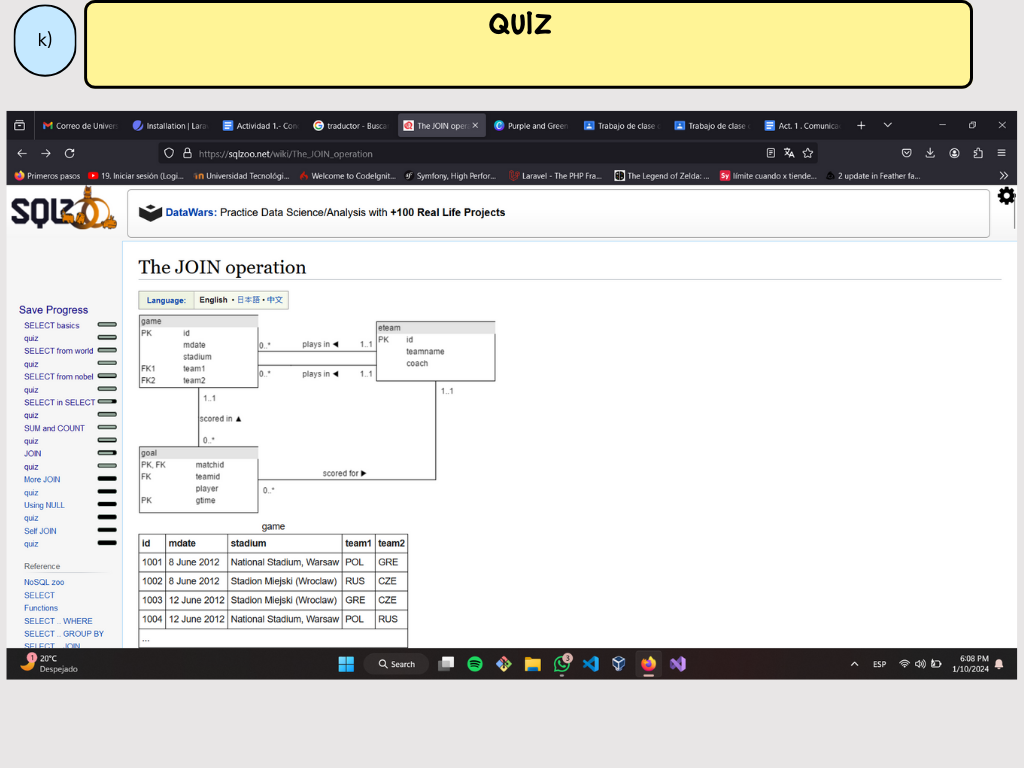 k)
QUIZ
Correo de Univers
Installation | Lara
Actividad 1.- Con
traductor - Busca
The JOIN oper
Purple and Green
Trabajo de clase
Trabajo de clase
Act. 1 . Comunica
https://sqlzoo.net/wiki/The_JOIN_operation
Primeros pasos
19. Iniciar sesión (Logi...
Universidad Tecnológi...
Welcome to CodeIgnit...
Symfony, High Perfor...
Laravel - The PHP Fra...
The Legend of Zelda: ...
límite cuando x tiende...
2 update in Feather fa...
SQLZOO
DataWars: Practice Data Science/Analysis with +100 Real Life Projects
The JOIN operation
Language: English • 日本語 • 中文
Save Progress
SELECT basics
quiz
SELECT from world
quiz
SELECT from nobel
quiz
SELECT in SELECT
quiz
SUM and COUNT
quiz
JOIN
quiz
More JOIN
quiz
Using NULL
quiz
Self JOIN
quiz
Reference
NoSQL zoo
SELECT
Functions
SELECT .. WHERE
SELECT .. GROUP BY
SELECT .. JOIN
game
PK id
mdate
stadium
FK1 team1
FK2 team2
0..* plays in ◄ 1..1
0..* plays in ◄ 1..1
eteam
PK id
teamname
coach
1..1
scored in ▲
0..*
1..1
goal
PK, FK matchid
FK teamid
player
PK gtime
scored for ►
0..*
game
id mdate stadium team1 team2
1001 8 June 2012 National Stadium, Warsaw POL GRE
1002 8 June 2012 Stadion Miejski (Wroclaw) RUS CZE
1003 12 June 2012 Stadion Miejski (Wroclaw) GRE CZE
1004 12 June 2012 National Stadium, Warsaw POL RUS
...
1
20°C
Despejado
Search
3
ESP
6:08 PM
1/10/2024